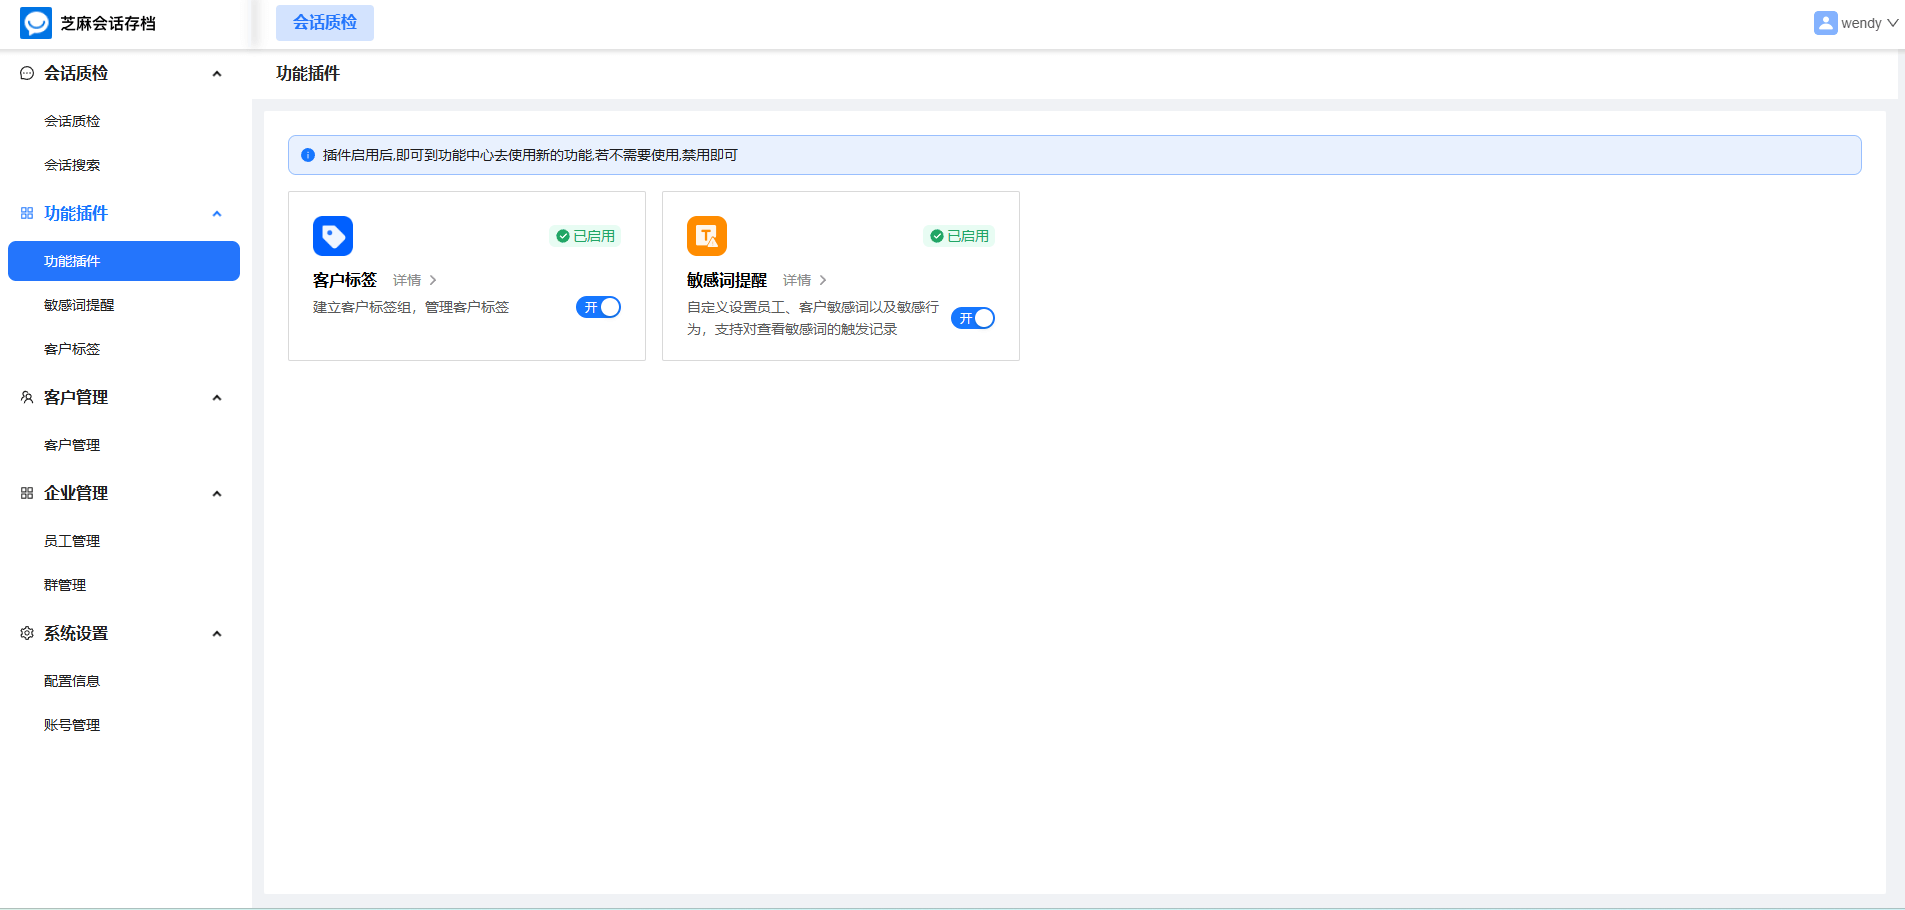 芝麻会话存档
会话质检
wendy
会话质检
会话质检
会话搜索
功能插件
功能插件
敏感词提醒
客户标签
客户管理
客户管理
企业管理
员工管理
群管理
系统设置
配置信息
账号管理
功能插件
插件启用后,即可到功能中心去使用新的功能,若不需要使用,禁用即可
已启用
客户标签 详情
建立客户标签组，管理客户标签
开
已启用
敏感词提醒 详情
自定义设置员工、客户敏感词以及敏感行
为，支持对查看敏感词的触发记录
开